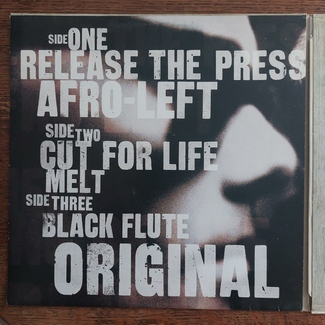 SIDE ONE
RELEASE THE PRESS
AFRO-LEFT
SIDE TWO
CUT FOR LIFE
MELT
SIDE THREE
BLACK FLUTE
ORIGINAL